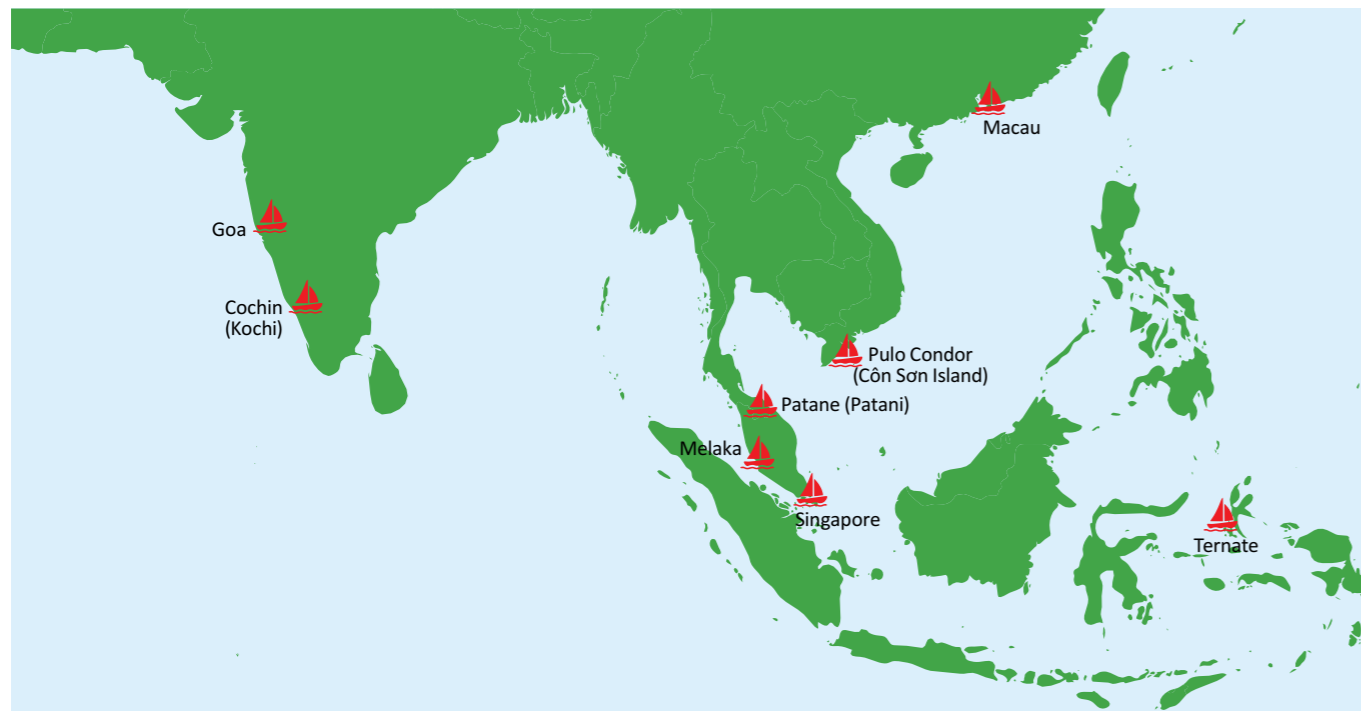 Macau
Goa
Cochin
(Kochi)
Pulo Condor
(Côn Sơn Island)
Patane (Patani)
Melaka
Singapore
Ternate